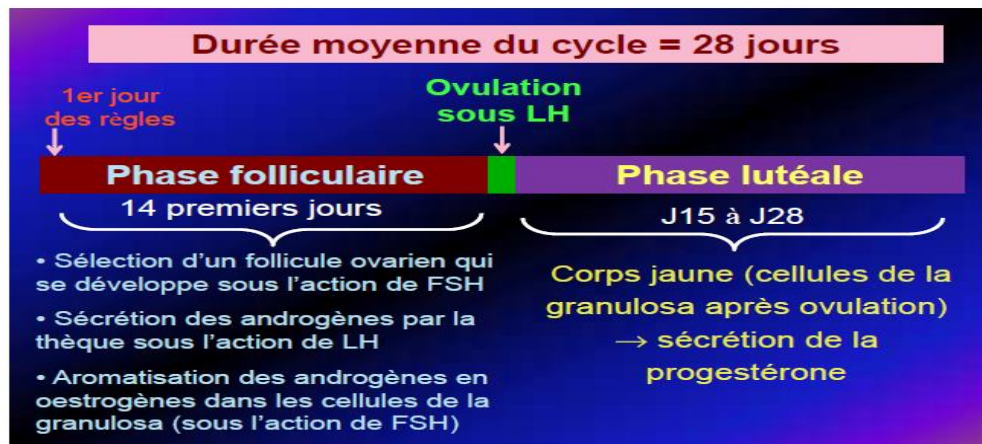 Durée moyenne du cycle = 28 jours
1er jour
des règles
Ovulation
sous LH
Phase folliculaire
Phase lutéale
14 premiers jours
J15 à J28
• Sélection d'un follicule ovarien qui
se développe sous l'action de FSH
• Sécrétion des androgènes par la
thèque sous l'action de LH
• Aromatisation des androgènes en
oestrogènes dans les cellules de la
granulosa (sous l'action de FSH)
Corps jaune (cellules de la
granulosa après ovulation)
→ sécrétion de la
progestérone